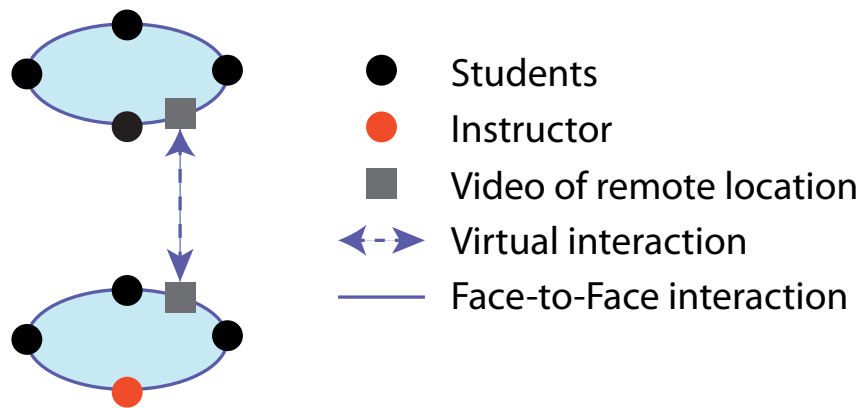 Students
Instructor
Video of remote location
Virtual interaction
Face-to-Face interaction